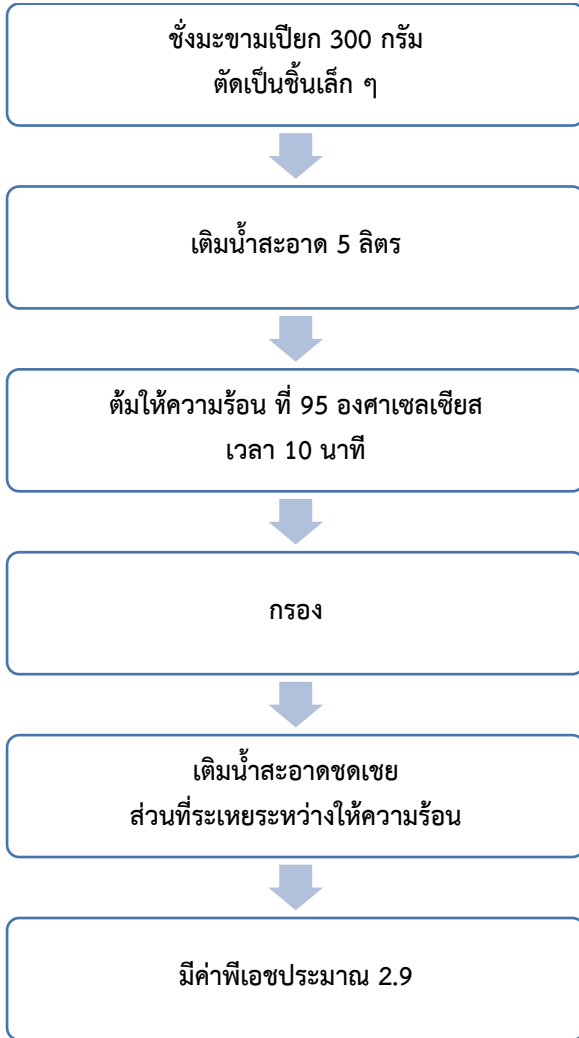 ชั่งมะขามเปียก 300 กรัม
ตัดเป็นชิ้นเล็ก ๆ
เติมน้ำสะอาด 5 ลิตร
ต้มให้ความร้อน ที่ 95 องศาเซลเซียส
เวลา 10 นาที
กรอง
เติมน้ำสะอาดชดเชย
ส่วนที่ระเหยระหว่างให้ความร้อน
มีค่าพีเอชประมาณ 2.9